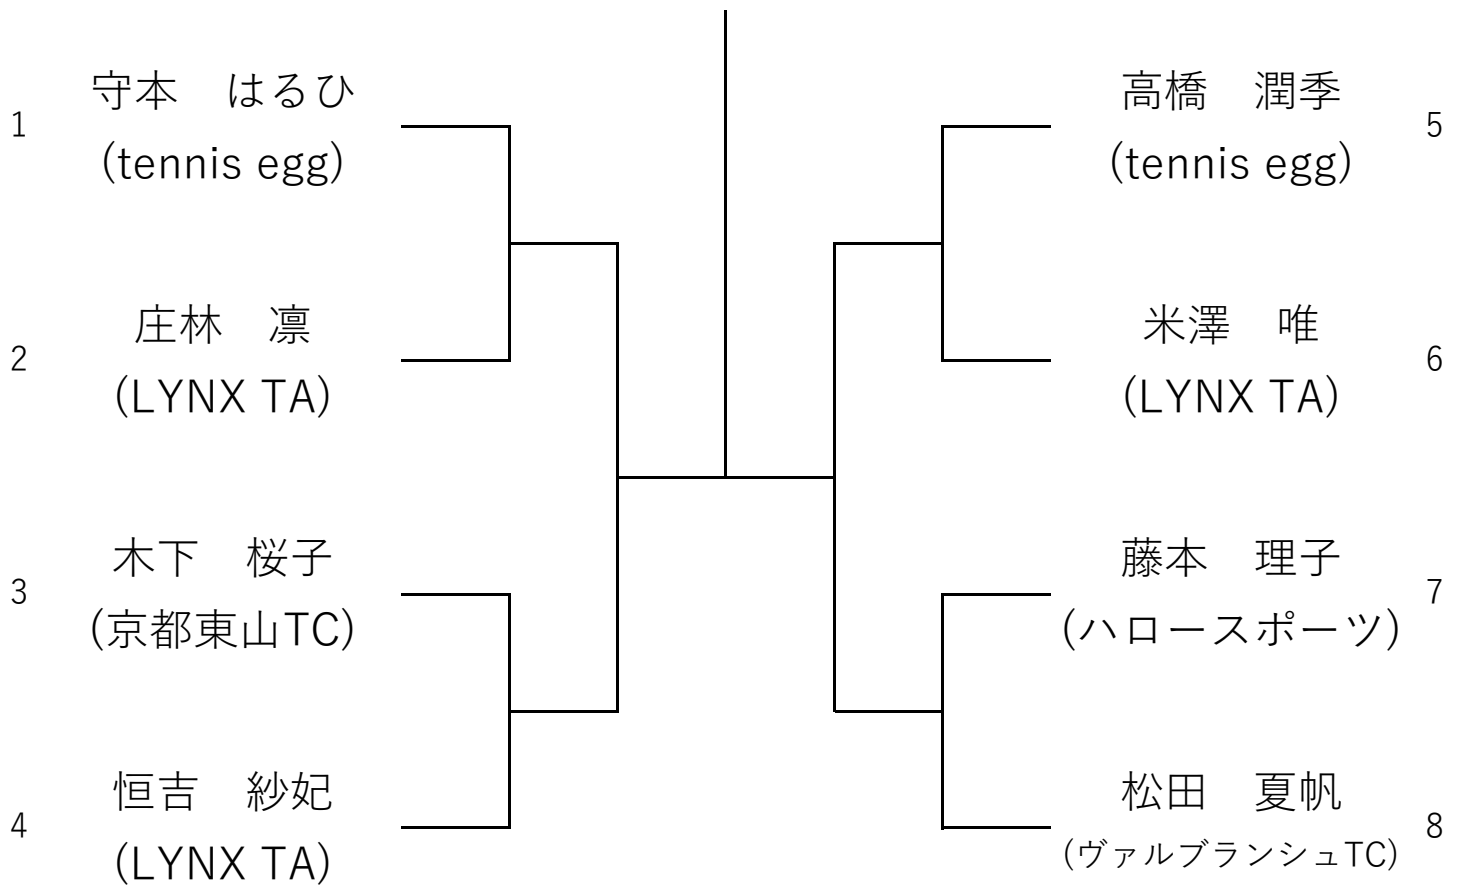 1
守本　はるひ
(tennis egg)
2
庄林　凛
(LYNX TA)
3
木下　桜子
(京都東山TC)
4
恒吉　紗妃
(LYNX TA)
5
高橋　潤季
(tennis egg)
6
米澤　唯
(LYNX TA)
7
藤本　理子
(ハロースポーツ)
8
松田　夏帆
(ヴァルブランシュTC)